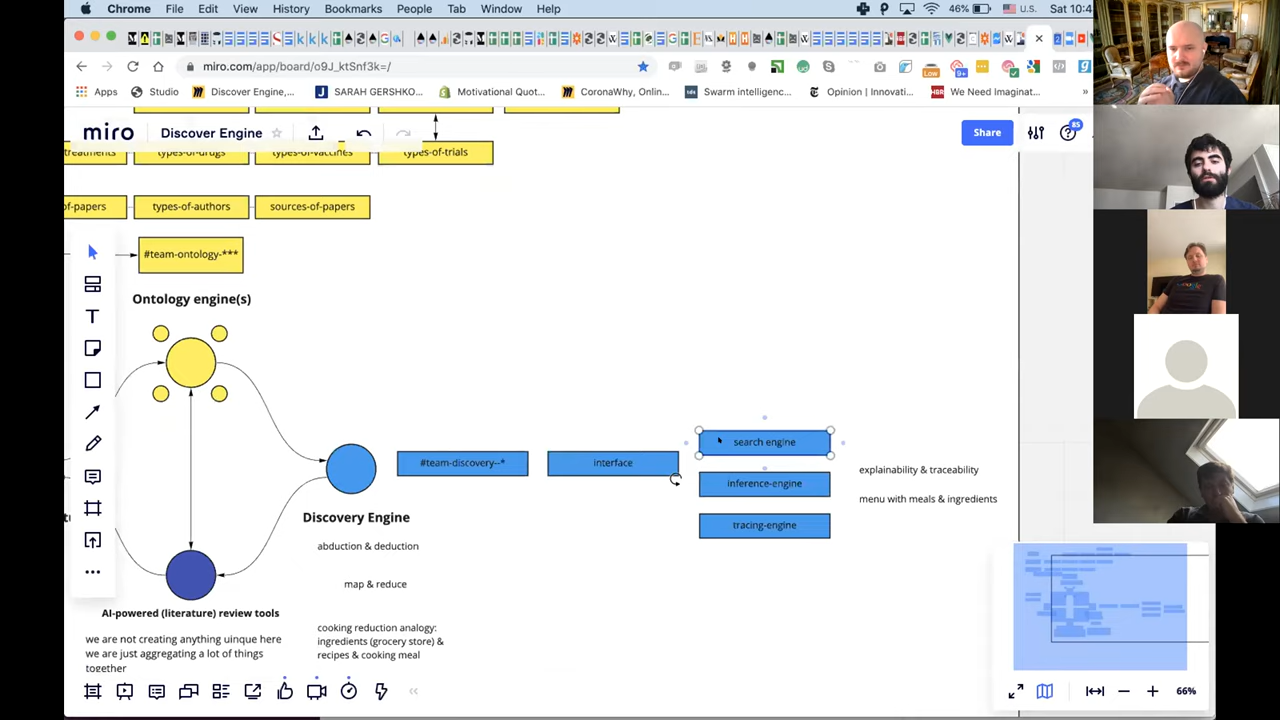 Chrome File Edit View History Bookmarks People Tab Window Help
46% U.S. Sat 10:4
miro.com/app/board/o9J_ktSnf3k=/
Apps Studio Discover Engine,... SARAH GERSHKO... Motivational Quot... CoronaWhy, Onlin... Swarm intelligenc... Opinion | Innovati... We Need Imaginat... »
miro Discover Engine Share
85
treatments types-of-drugs types-of-vaccines types-of-trials
of-papers types-of-authors sources-of-papers
#team-ontology-***
Ontology engine(s)
search engine
#team-discovery--* interface
inference-engine
tracing-engine
explainability & traceability
menu with meals & ingredients
Discovery Engine
abduction & deduction
map & reduce
cooking reduction analogy:
ingredients (grocery store) &
recipes & cooking meal
AI-powered (literature) review tools
we are not creating anything uinque here
we are just aggregating a lot of things
together
66%